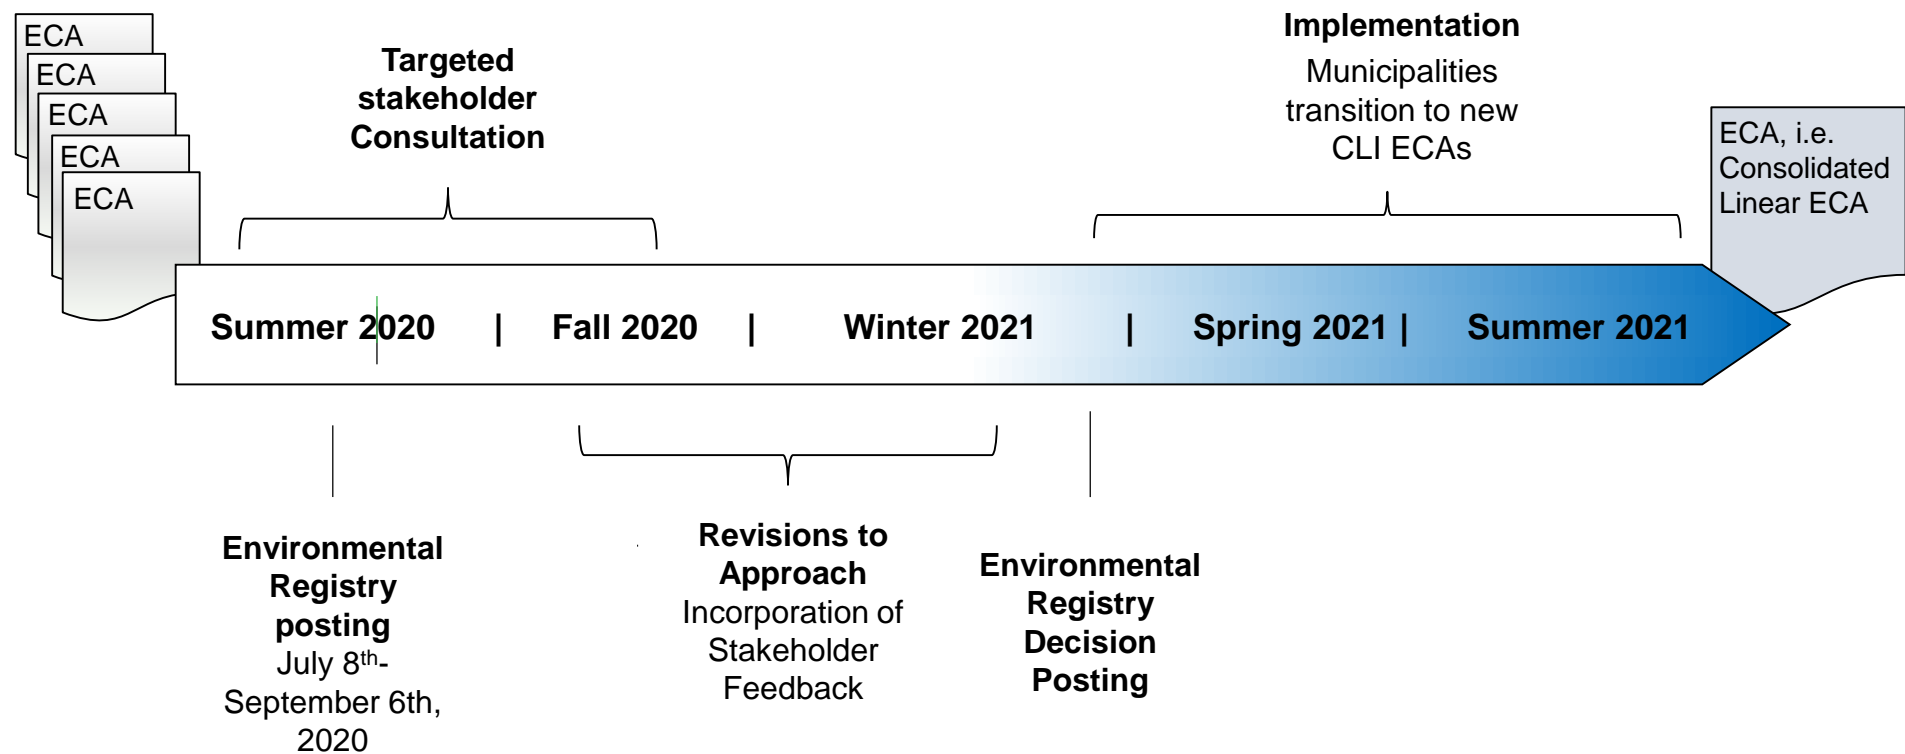 ECA
ECA
ECA
ECA
ECA
Targeted
stakeholder
Consultation
Implementation
Municipalities
transition to new
CLI ECAs
ECA, i.e.
Consolidated
Linear ECA
Summer 2020 | Fall 2020 | Winter 2021 | Spring 2021 | Summer 2021
Environmental
Registry
posting
July 8th-
September 6th,
2020
Revisions to
Approach
Incorporation of
Stakeholder
Feedback
Environmental
Registry
Decision
Posting